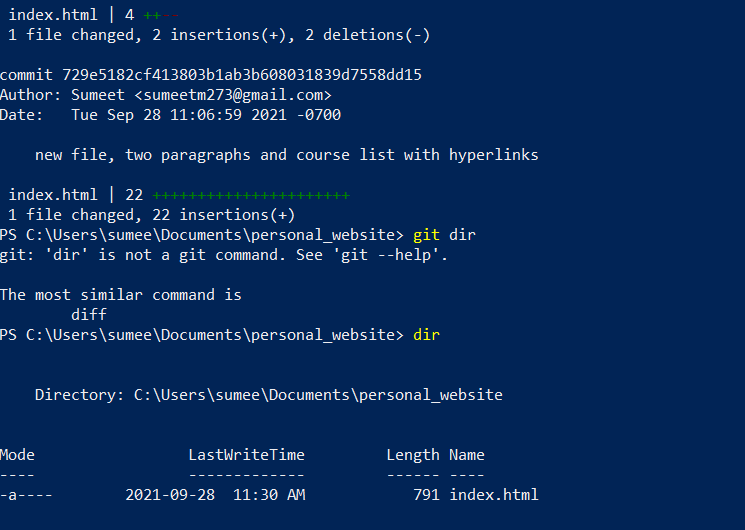 index.html | 4 ++--
1 file changed, 2 insertions(+), 2 deletions(-)
commit 729e5182cf413803b1ab3b608031839d7558dd15
Author: Sumeet <sumeetm273@gmail.com>
Date:   Tue Sep 28 11:06:59 2021 -0700
new file, two paragraphs and course list with hyperlinks
index.html | 22 ++++++++++++++++++++++
1 file changed, 22 insertions(+)
PS C:\Users\sumee\Documents\personal_website> git dir
git: 'dir' is not a git command. See 'git --help'.
The most similar command is
diff
PS C:\Users\sumee\Documents\personal_website> dir
Directory: C:\Users\sumee\Documents\personal_website
Mode                 LastWriteTime         Length Name
----                 -------------         ------ ----
-a----        2021-09-28  11:30 AM            791 index.html